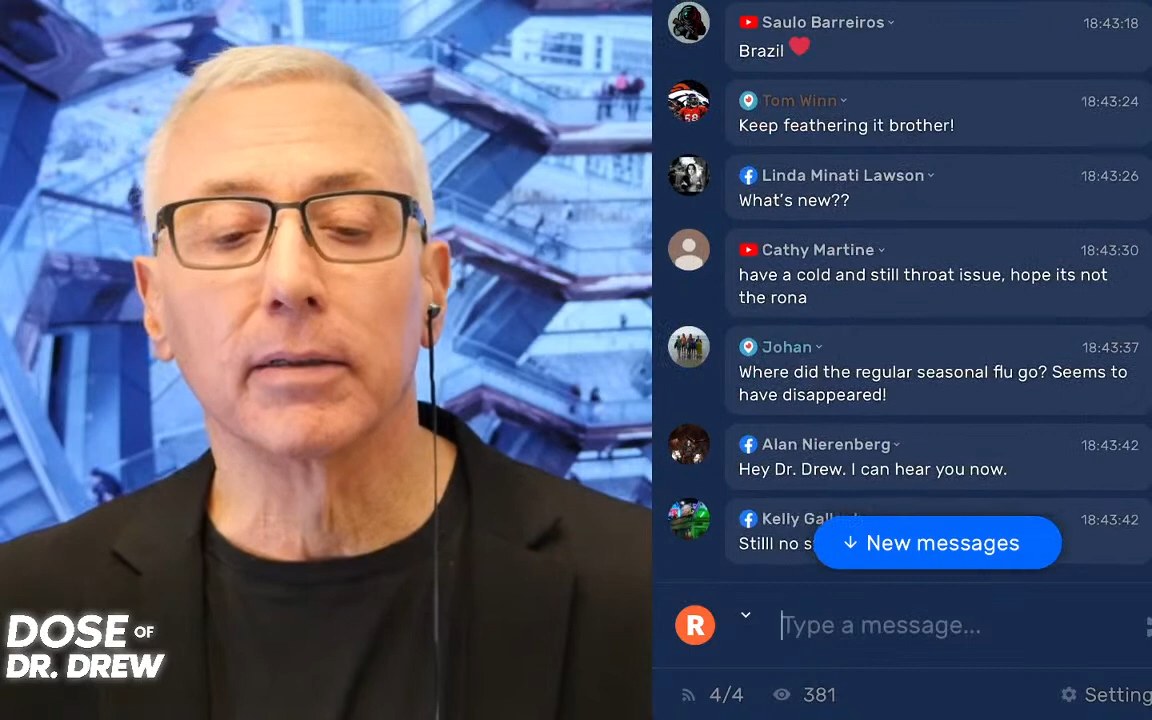 Saulo Barreiros
18:43:18
Brazil
Tom Winn
18:43:24
58
Keep feathering it brother!
Linda Minati Lawson
18:43:26
What's new??
Cathy Martine
18:43:30
have a cold and still throat issue, hope its not
the rona
Johan
18:43:37
Where did the regular seasonal flu go? Seems to
have disappeared!
Alan Nierenberg
18:43:42
Hey Dr. Drew. I can hear you now.
Kelly
18:43:42
Stilll no
New messages
DOSE OF
DR. DREW
R
Type a message...
4/4
381
Setting